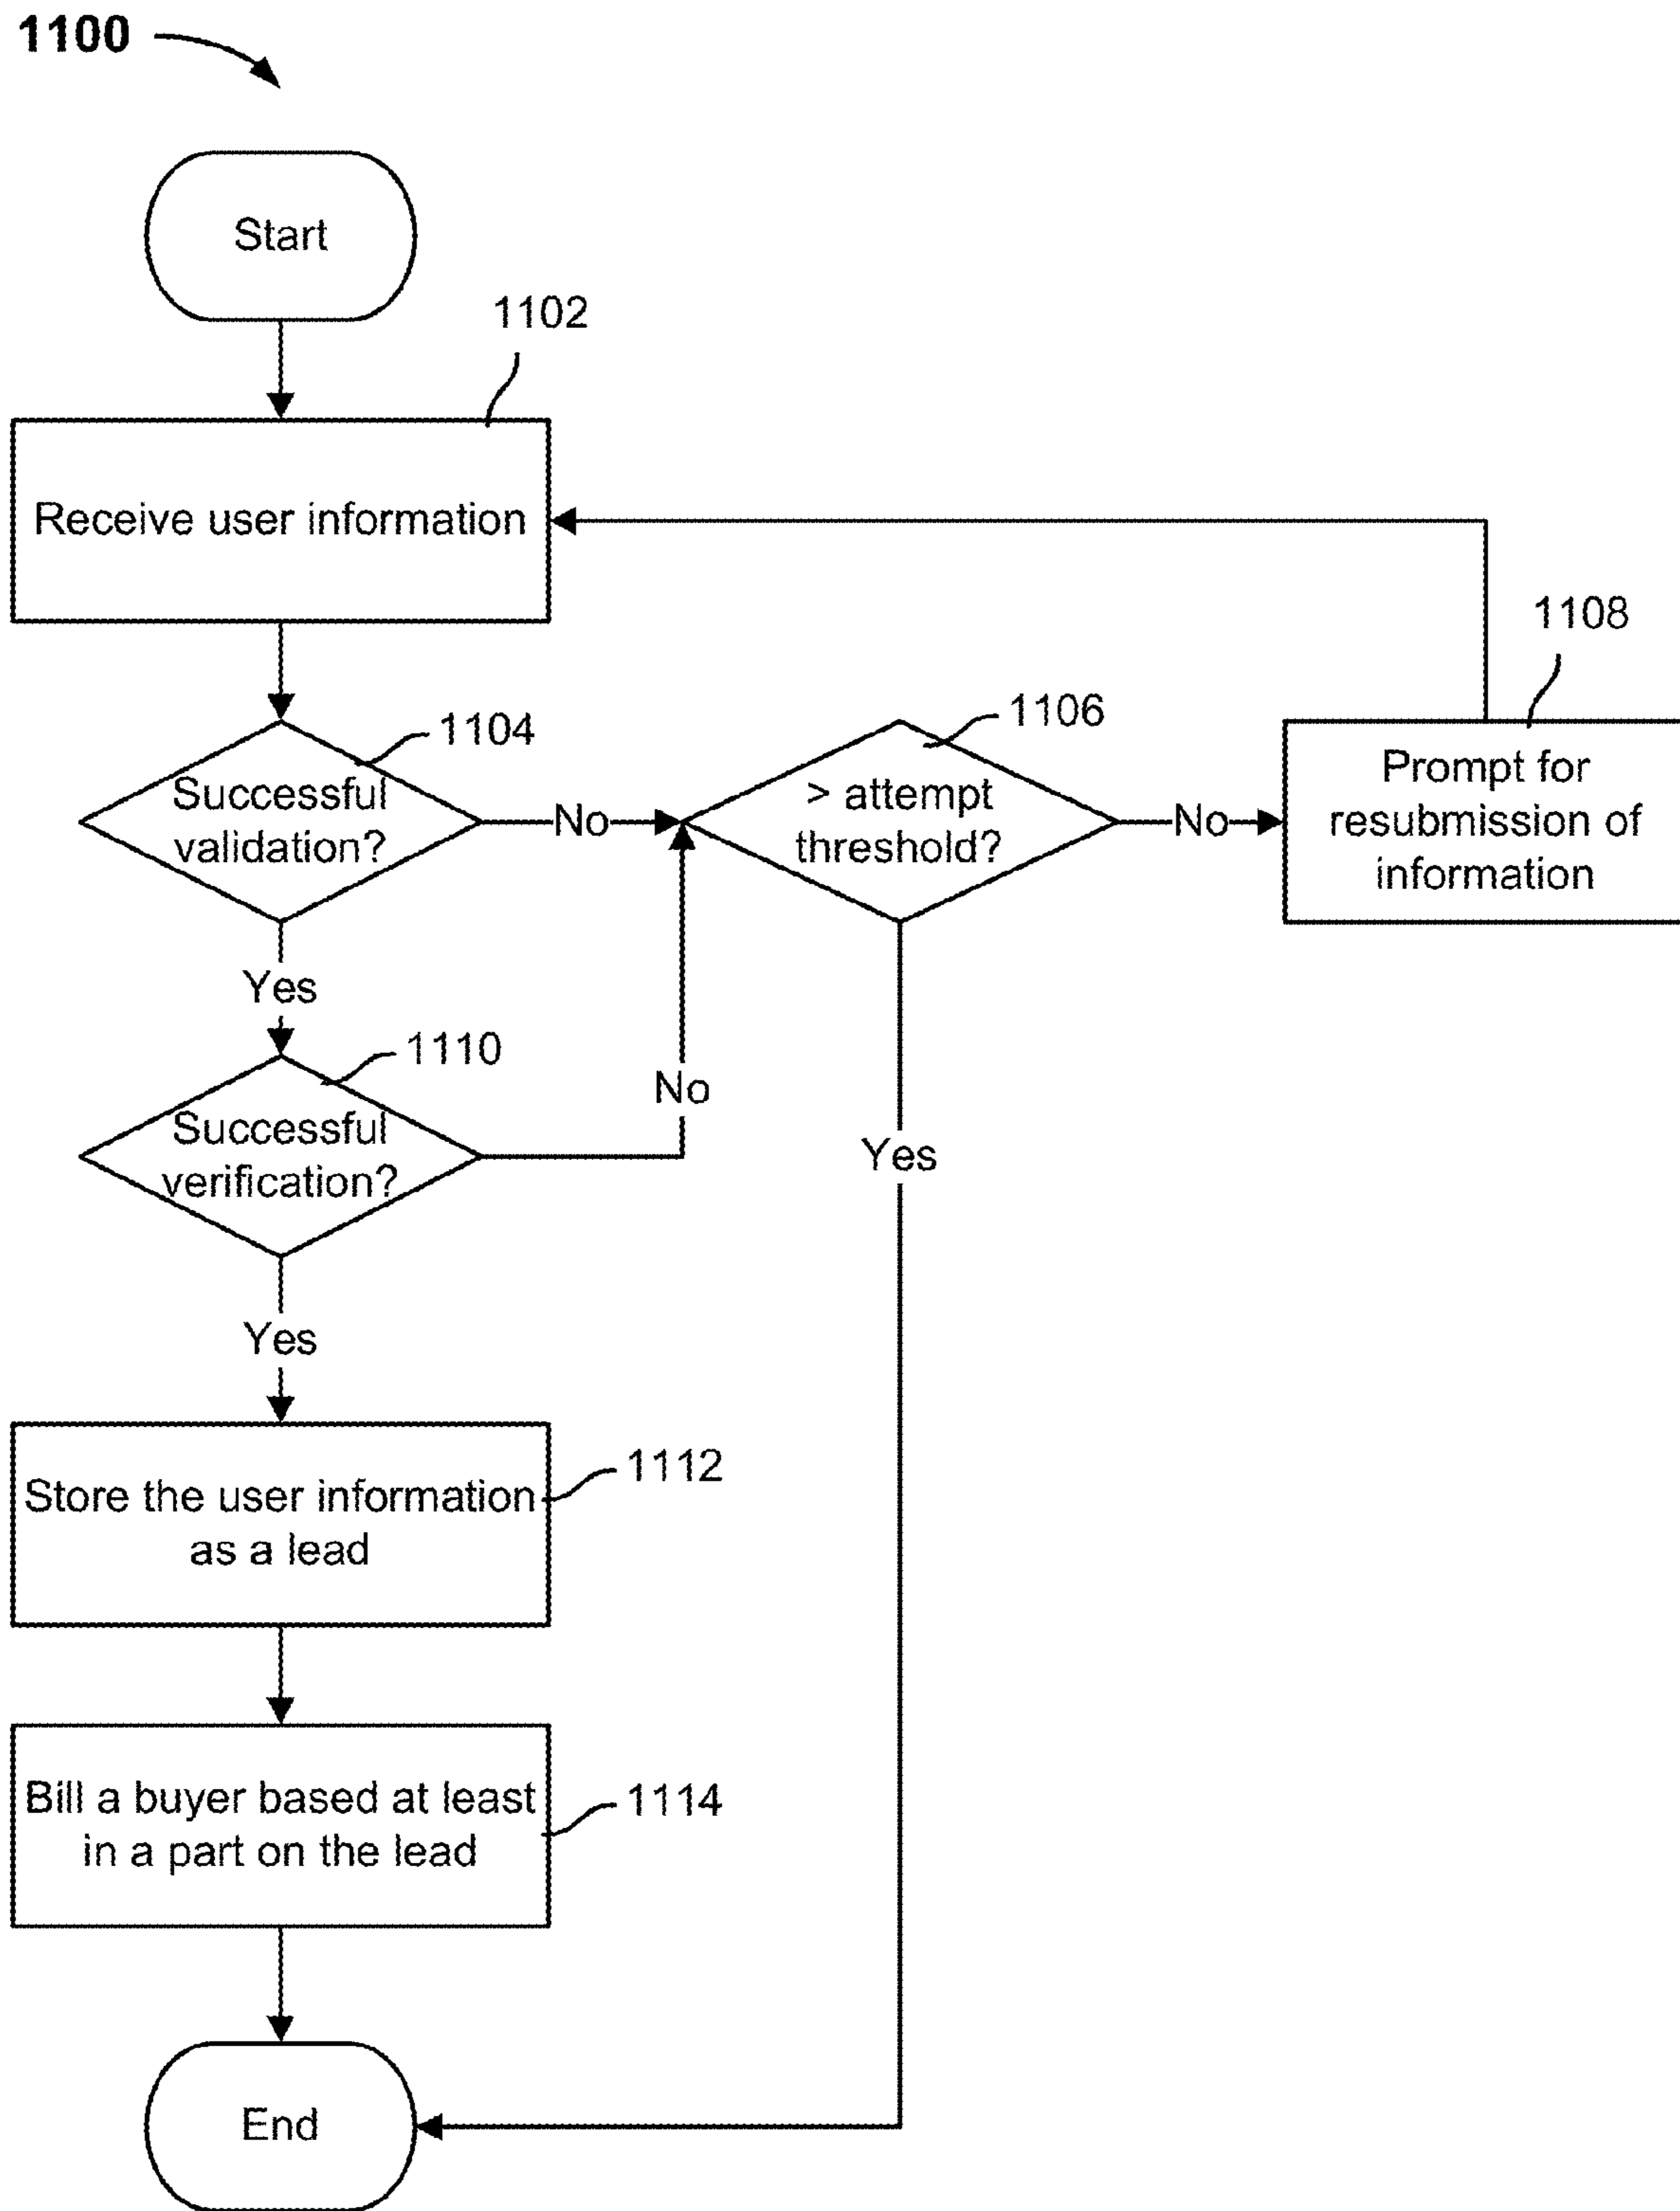 1100
Start
1102
Receive user information
1108
1106
1104
Successful
validation?
No
> attempt
threshold?
No
Prompt for
resubmission of
information
Yes
1110
Successful
verification?
No
Yes
Yes
1112
Store the user information
as a lead
1114
Bill a buyer based at least
in a part on the lead
End